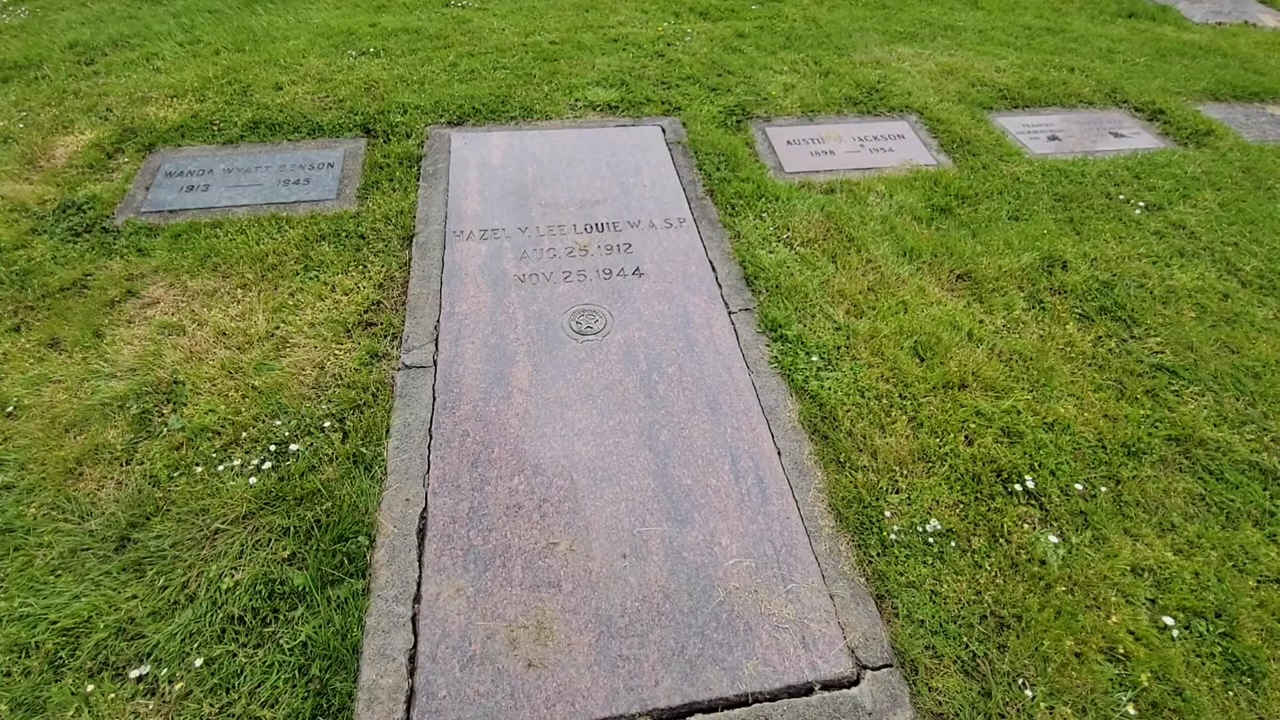 WANDA WYATT BENSON
1913 — 1945
HAZEL Y. LEE LOUIE W.A.S.P.
AUG. 25. 1912
NOV. 25. 1944
JACKSON
1898 — 1954